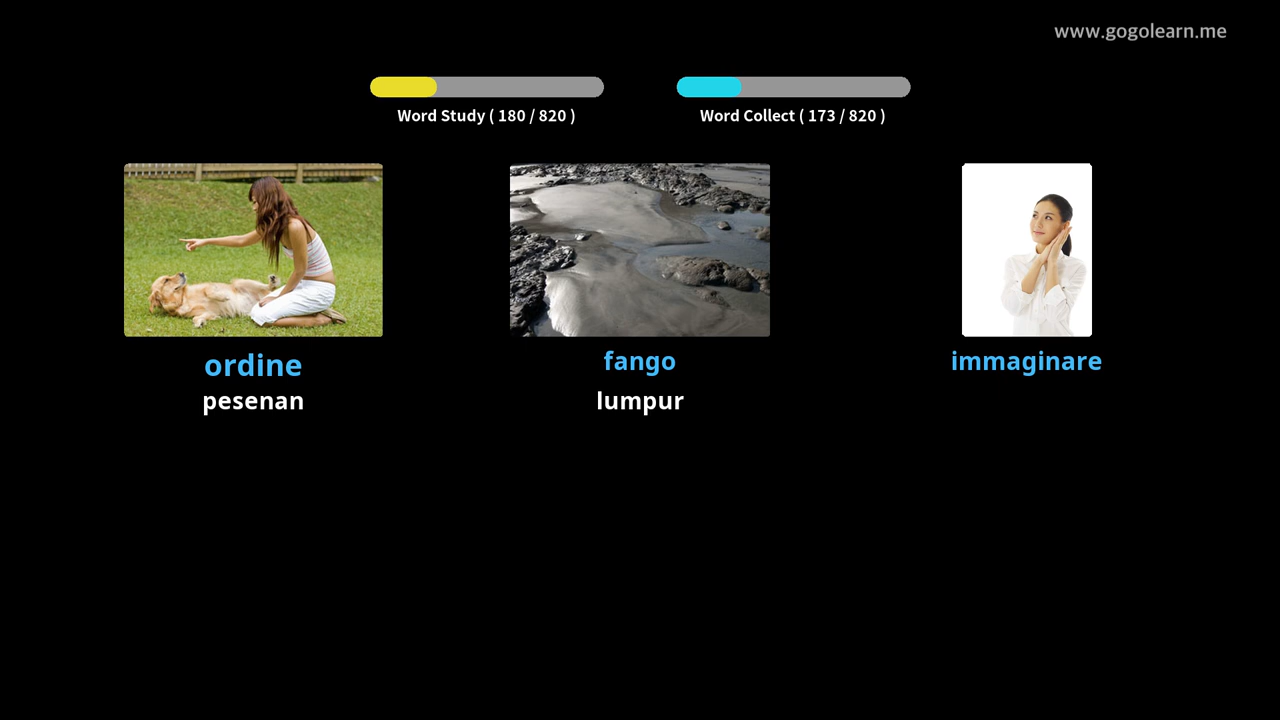 www.gogolearn.me
Word Study ( 180 / 820 )
Word Collect ( 173 / 820 )
ordine
fango
immaginare
pesenan
lumpur